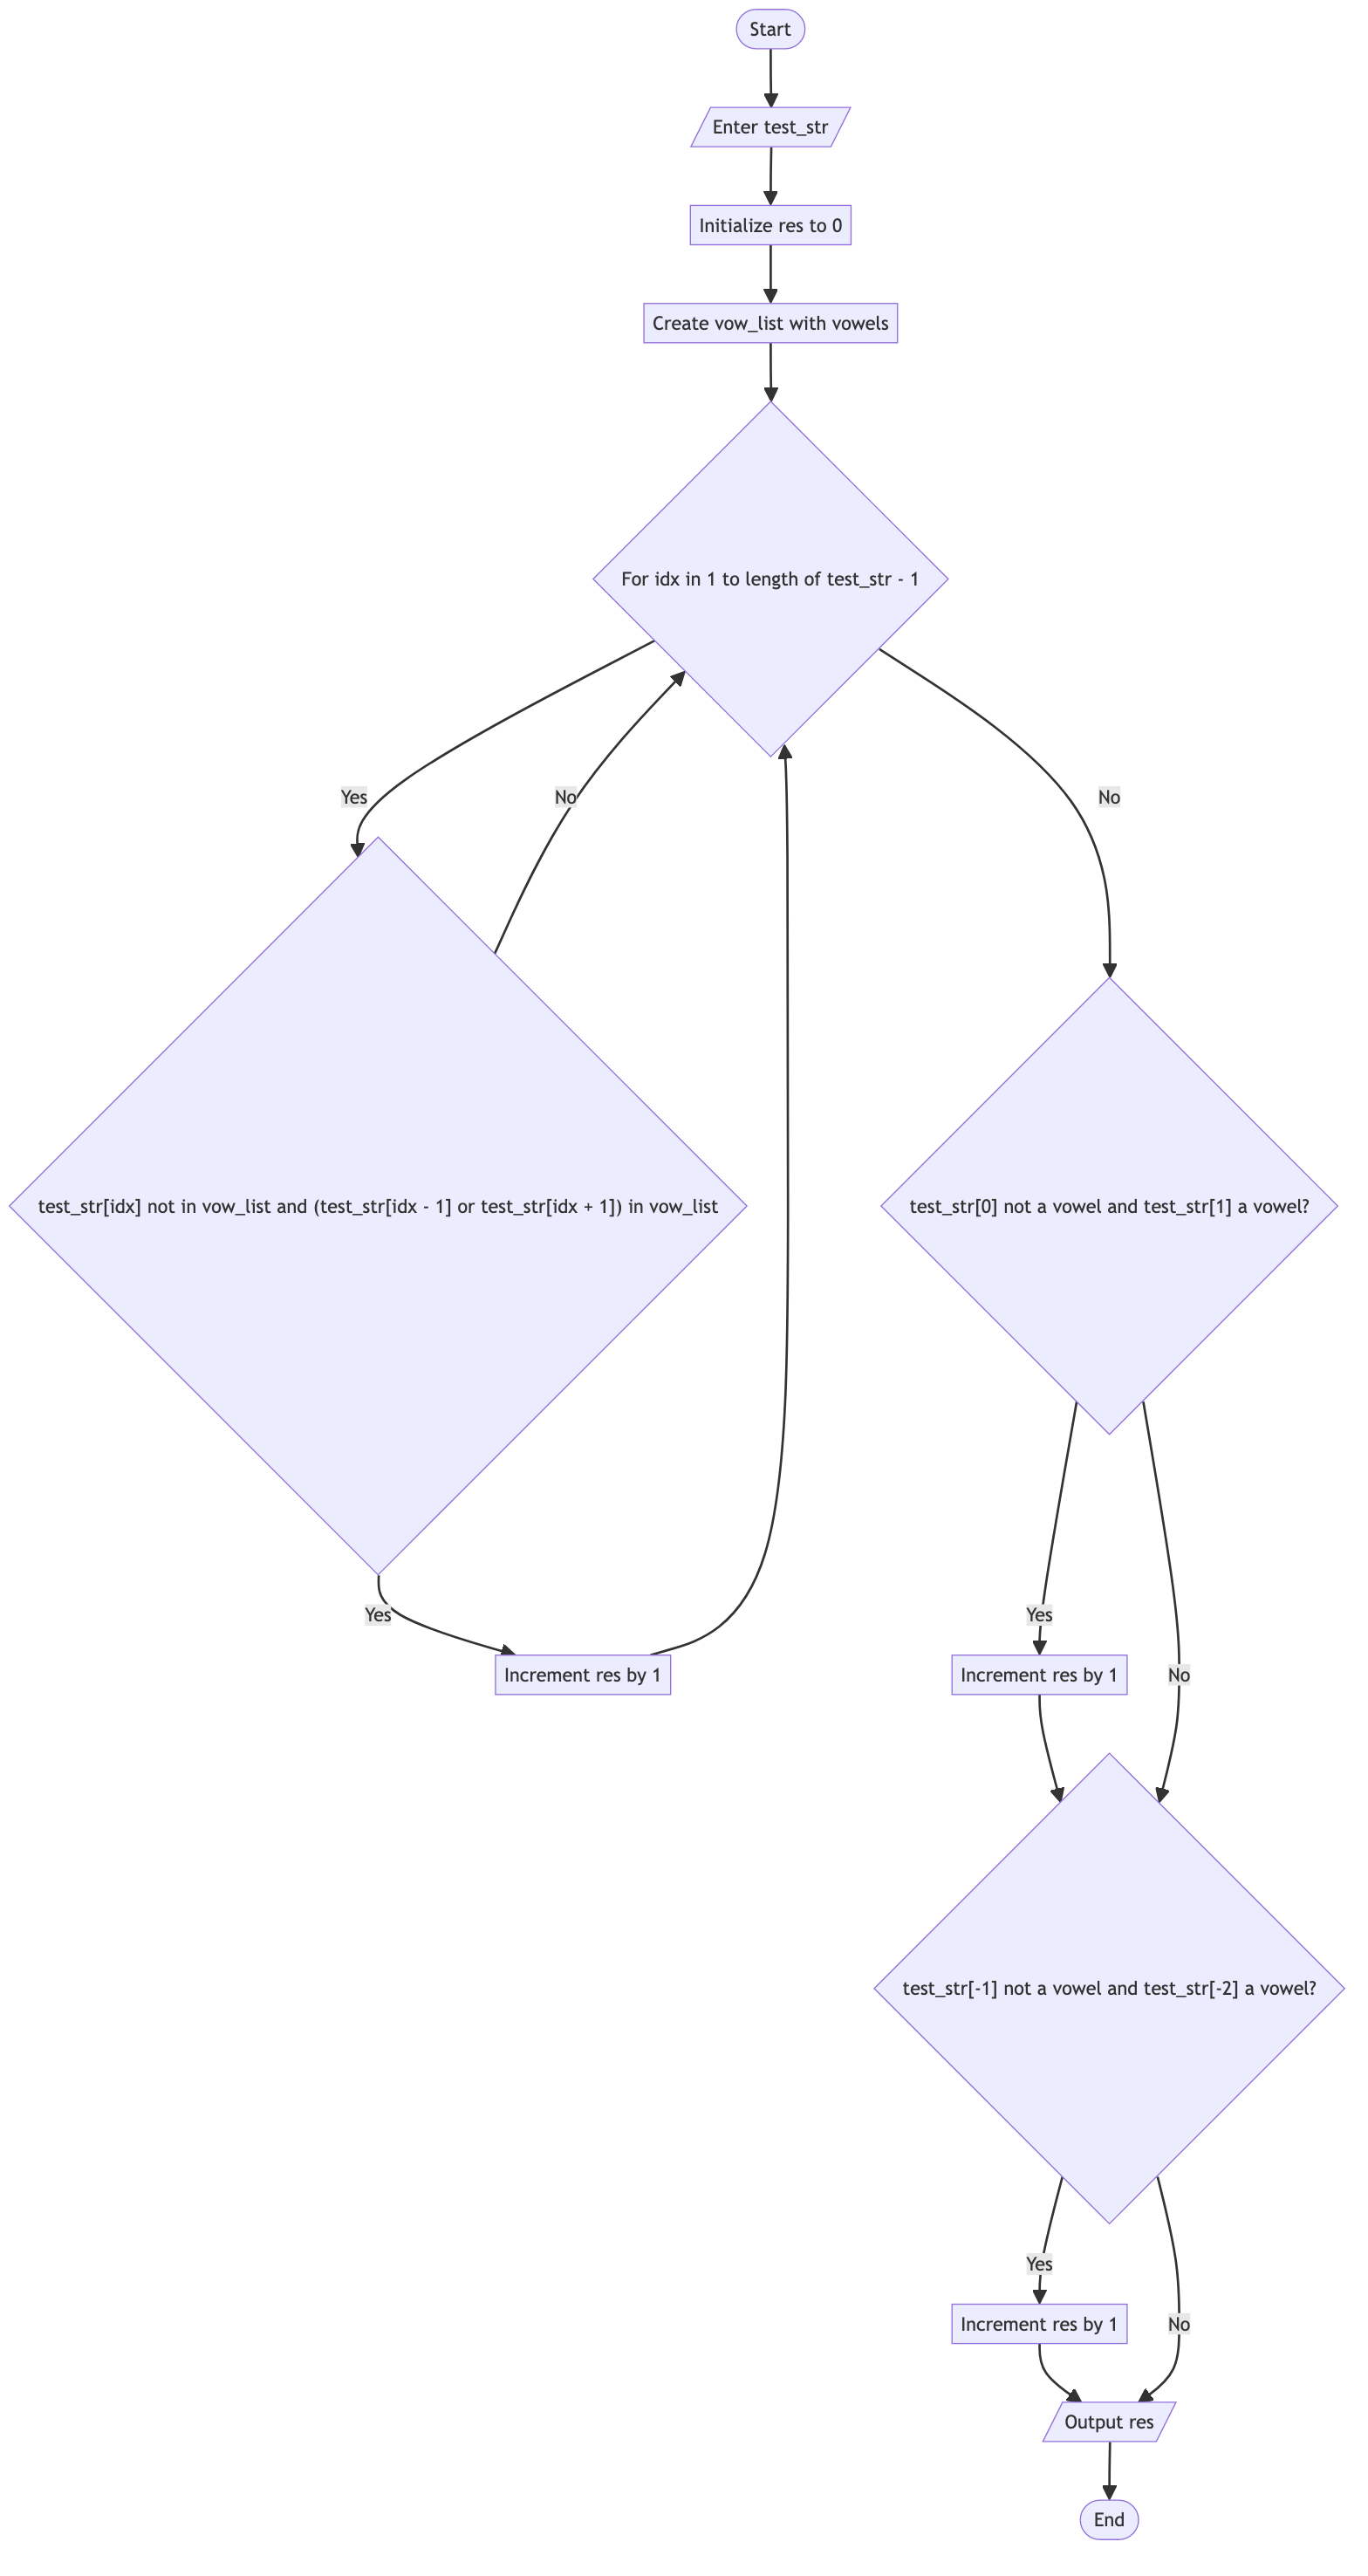 Start
Enter test_str
Initialize res to 0
Create vow_list with vowels
For idx in 1 to length of test_str - 1
Yes
No
No
test_str[idx] not in vow_list and (test_str[idx - 1] or test_str[idx + 1]) in vow_list
test_str[0] not a vowel and test_str[1] a vowel?
Yes
Yes
Increment res by 1
Increment res by 1
No
test_str[-1] not a vowel and test_str[-2] a vowel?
Yes
Increment res by 1
No
Output res
End